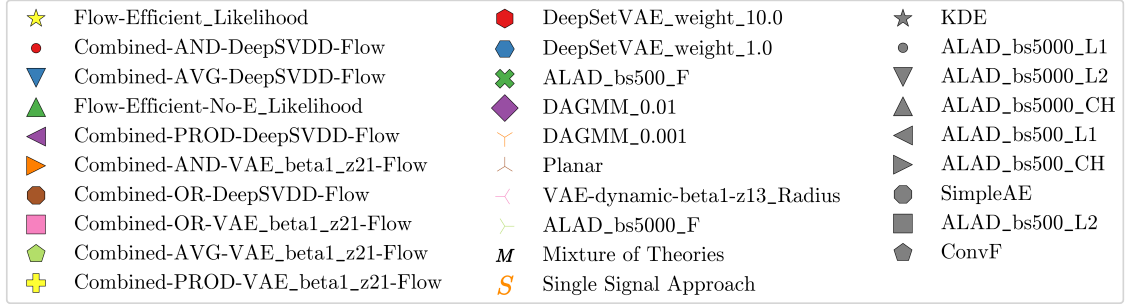 Flow-Efficient_Likelihood
Combined-AND-DeepSVDD-Flow
Combined-AVG-DeepSVDD-Flow
Flow-Efficient-No-E_Likelihood
Combined-PROD-DeepSVDD-Flow
Combined-AND-VAE_beta1_z21-Flow
Combined-OR-DeepSVDD-Flow
Combined-OR-VAE_beta1_z21-Flow
Combined-AVG-VAE_beta1_z21-Flow
Combined-PROD-VAE_beta1_z21-Flow
DeepSetVAE_weight_10.0
DeepSetVAE_weight_1.0
ALAD_bs500_F
DAGMM_0.01
DAGMM_0.001
Planar
VAE-dynamic-beta1-z13_Radius
ALAD_bs5000_F
M Mixture of Theories
S Single Signal Approach
KDE
ALAD_bs5000_L1
ALAD_bs5000_L2
ALAD_bs5000_CH
ALAD_bs500_L1
ALAD_bs500_CH
SimpleAE
ALAD_bs500_L2
ConvF